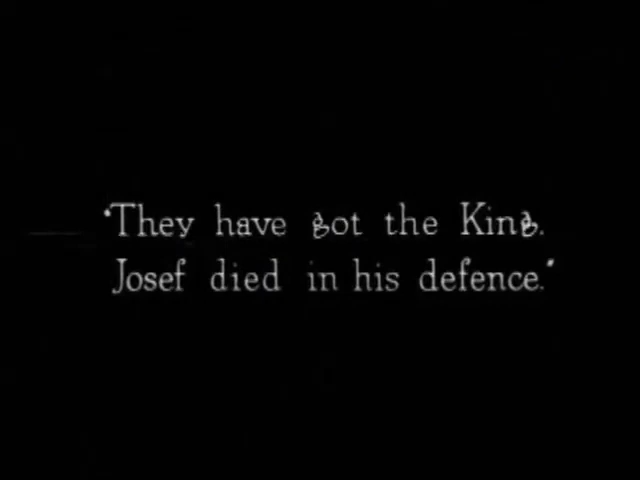 "They have got the King.
Josef died in his defence."